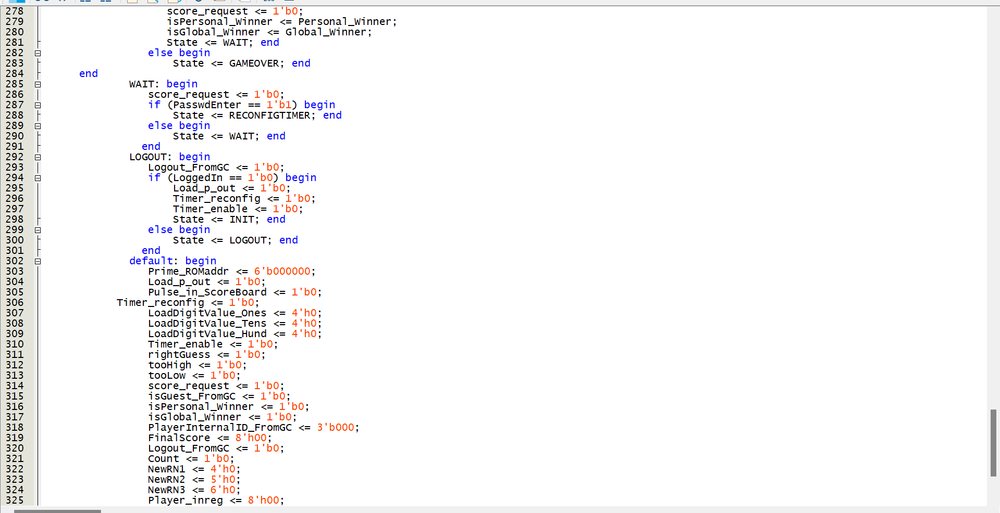 278 score_request <= 1'b0;
279 isPersonal_Winner <= Personal_Winner;
280 isGlobal_Winner <= Global_Winner;
281 State <= WAIT; end
282 else begin
283 State <= GAMEOVER; end
284 end
285 WAIT: begin
286 score_request <= 1'b0;
287 if (PasswdEnter == 1'b1) begin
288 State <= RECONFIGTIMER; end
289 else begin
290 State <= WAIT; end
291 end
292 LOGOUT: begin
293 Logout_FromGC <= 1'b0;
294 if (LoggedIn == 1'b0) begin
295 Load_p_out <= 1'b0;
296 Timer_reconfig <= 1'b0;
297 Timer_enable <= 1'b0;
298 State <= INIT; end
299 else begin
300 State <= LOGOUT; end
301 end
302 default: begin
303 Prime_ROMaddr <= 6'b000000;
304 Load_p_out <= 1'b0;
305 Pulse_in_ScoreBoard <= 1'b0;
306 Timer_reconfig <= 1'b0;
307 LoadDigitValue_Ones <= 4'h0;
308 LoadDigitValue_Tens <= 4'h0;
309 LoadDigitValue_Hund <= 4'h0;
310 Timer_enable <= 1'b0;
311 rightGuess <= 1'b0;
312 tooHigh <= 1'b0;
313 tooLow <= 1'b0;
314 score_request <= 1'b0;
315 isGuest_FromGC <= 1'b0;
316 isPersonal_Winner <= 1'b0;
317 isGlobal_Winner <= 1'b0;
318 PlayerInternalID_FromGC <= 3'b000;
319 FinalScore <= 8'h00;
320 Logout_FromGC <= 1'b0;
321 Count <= 1'b0;
322 NewRN1 <= 4'h0;
323 NewRN2 <= 5'h0;
324 NewRN3 <= 6'h0;
325 Player_inreg <= 8'h00;